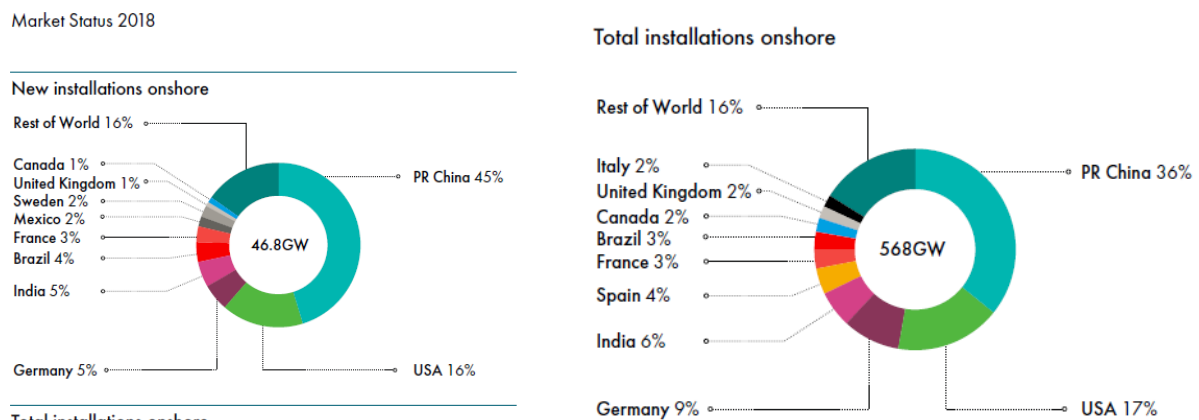 Market Status 2018
New installations onshore
Rest of World 16%
Canada 1%
United Kingdom 1%
Sweden 2%
Mexico 2%
France 3%
Brazil 4%
India 5%
Germany 5%
PR China 45%
USA 16%
46.8GW
Total installations onshore
Total installations onshore
Rest of World 16%
Italy 2%
United Kingdom 2%
Canada 2%
Brazil 3%
France 3%
Spain 4%
India 6%
Germany 9%
PR China 36%
USA 17%
568GW